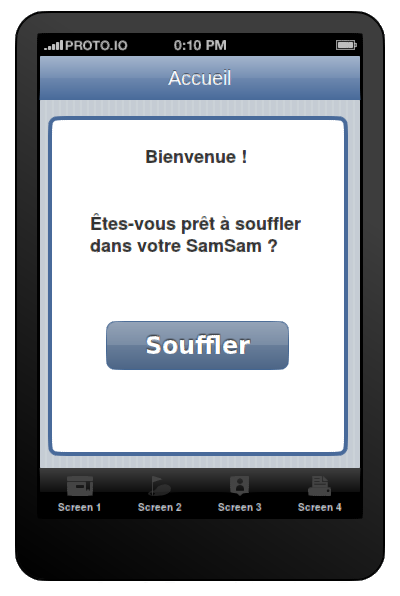 PROTO.IO 0:10 PM
Accueil
Bienvenue !
Êtes-vous prêt à souffler
dans votre SamSam ?
Souffler
Screen 1 Screen 2 Screen 3 Screen 4